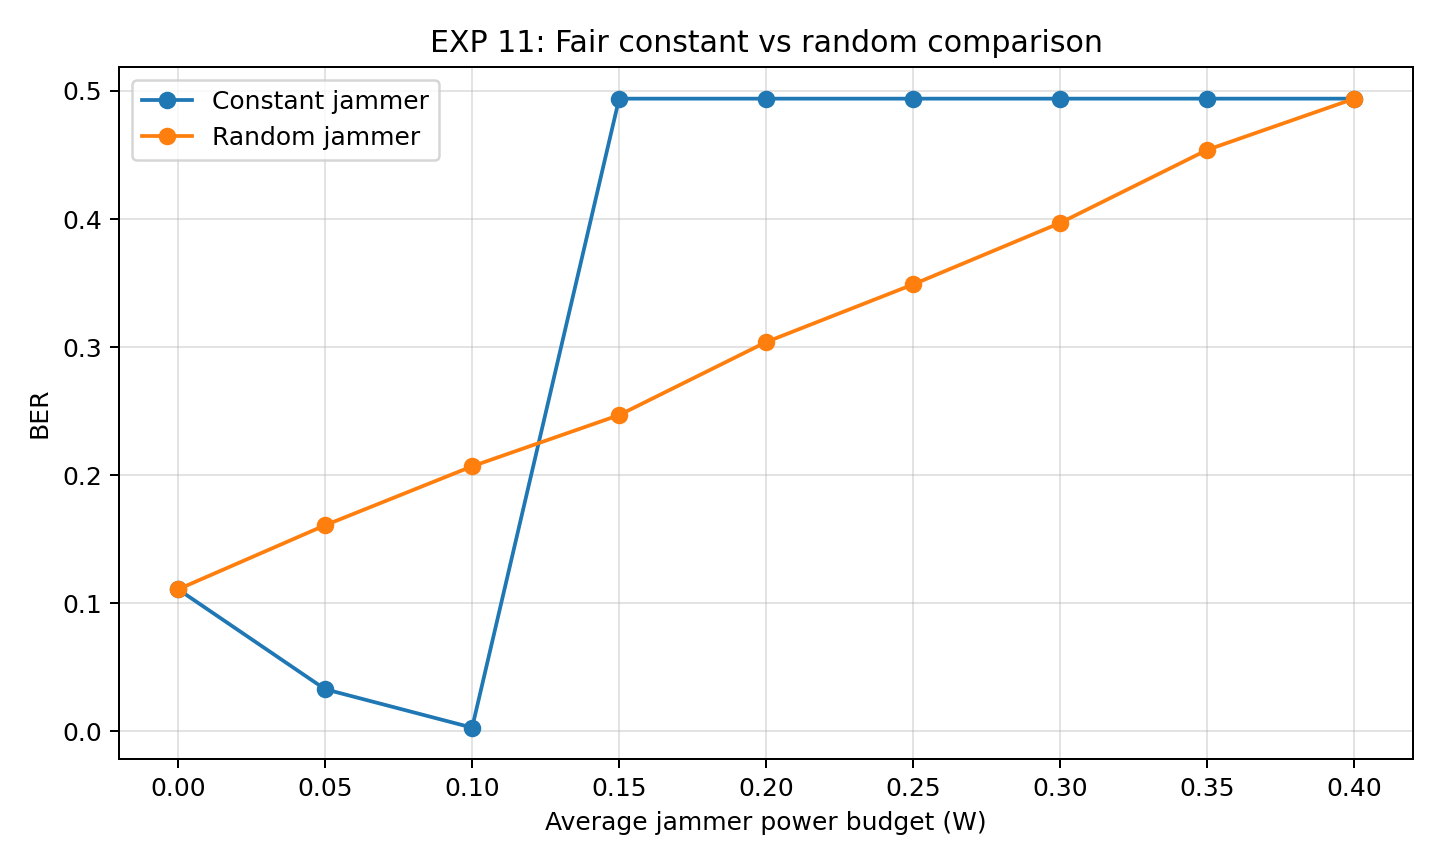 EXP 11: Fair constant vs random comparison
Constant jammer
Random jammer
0.5
0.4
0.3
0.2
0.1
0.0
BER
0.00 0.05 0.10 0.15 0.20 0.25 0.30 0.35 0.40
Average jammer power budget (W)